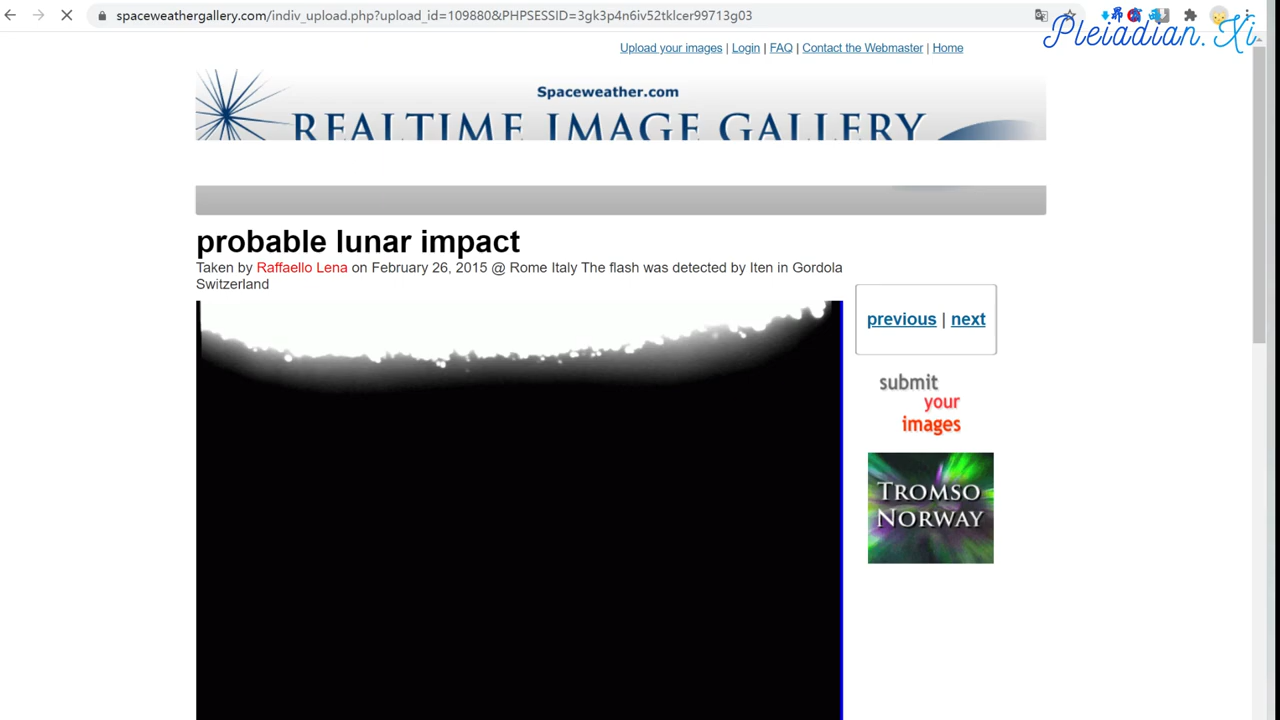 spaceweathergallery.com/indiv_upload.php?upload_id=109880&PHPSESSID=3gk3p4n6iv52tklcer99713g03
Pleiadian.Xi
Upload your images | Login | FAQ | Contact the Webmaster | Home
Spaceweather.com
REALTIME IMAGE GALLERY
probable lunar impact
Taken by Raffaello Lena on February 26, 2015 @ Rome Italy The flash was detected by Iten in Gordola
Switzerland
previous | next
submit
your
images
TROMSO
NORWAY